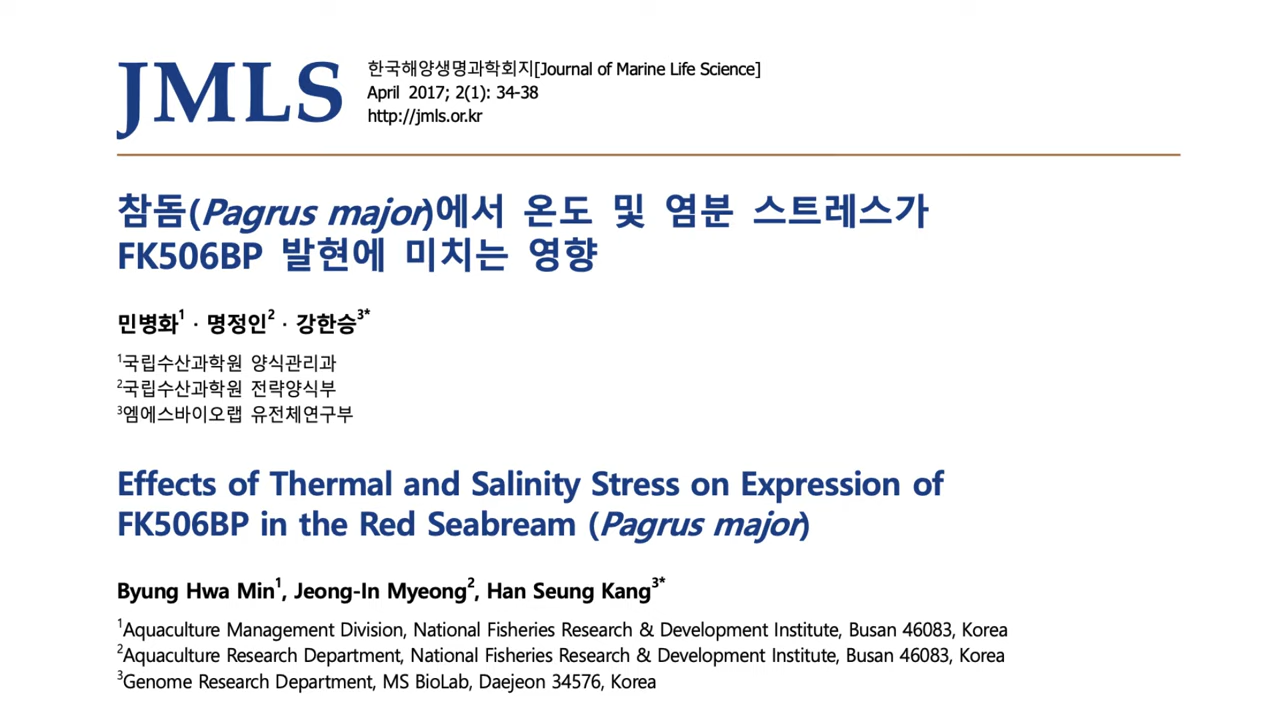 JMLS
한국해양생명과학회지[Journal of Marine Life Science]
April 2017; 2(1): 34-38
http://jmls.or.kr
참돔(Pagrus major)에서 온도 및 염분 스트레스가
FK506BP 발현에 미치는 영향
민병화1 · 명정인2 · 강한승3*
1국립수산과학원 양식관리과
2국립수산과학원 전략양식부
3엠에스바이오랩 유전체연구부
Effects of Thermal and Salinity Stress on Expression of
FK506BP in the Red Seabream (Pagrus major)
Byung Hwa Min1, Jeong-In Myeong2, Han Seung Kang3*
1Aquaculture Management Division, National Fisheries Research & Development Institute, Busan 46083, Korea
2Aquaculture Research Department, National Fisheries Research & Development Institute, Busan 46083, Korea
3Genome Research Department, MS BioLab, Daejeon 34576, Korea